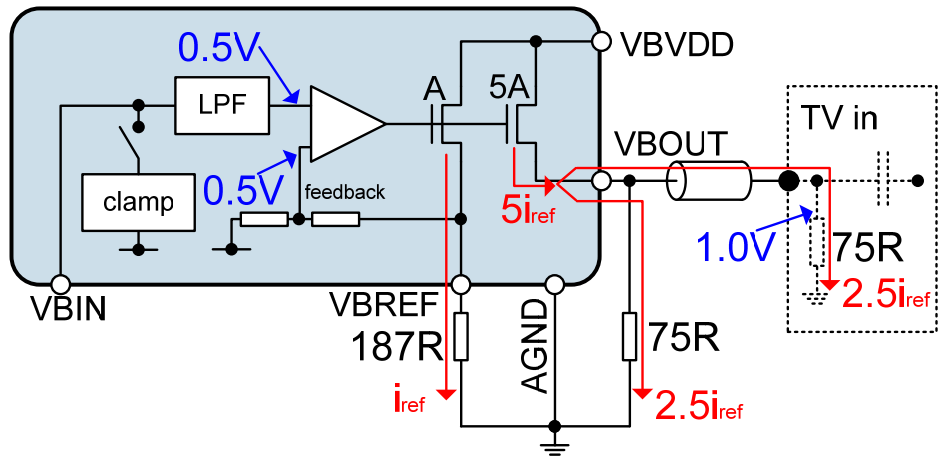 0.5V
VBVDD
A
5A
LPF
TV in
VBOUT
0.5V
feedback
clamp
5iref
1.0V
75R
2.5iref
VBIN
VBREF
187R
AGND
75R
iref
2.5iref